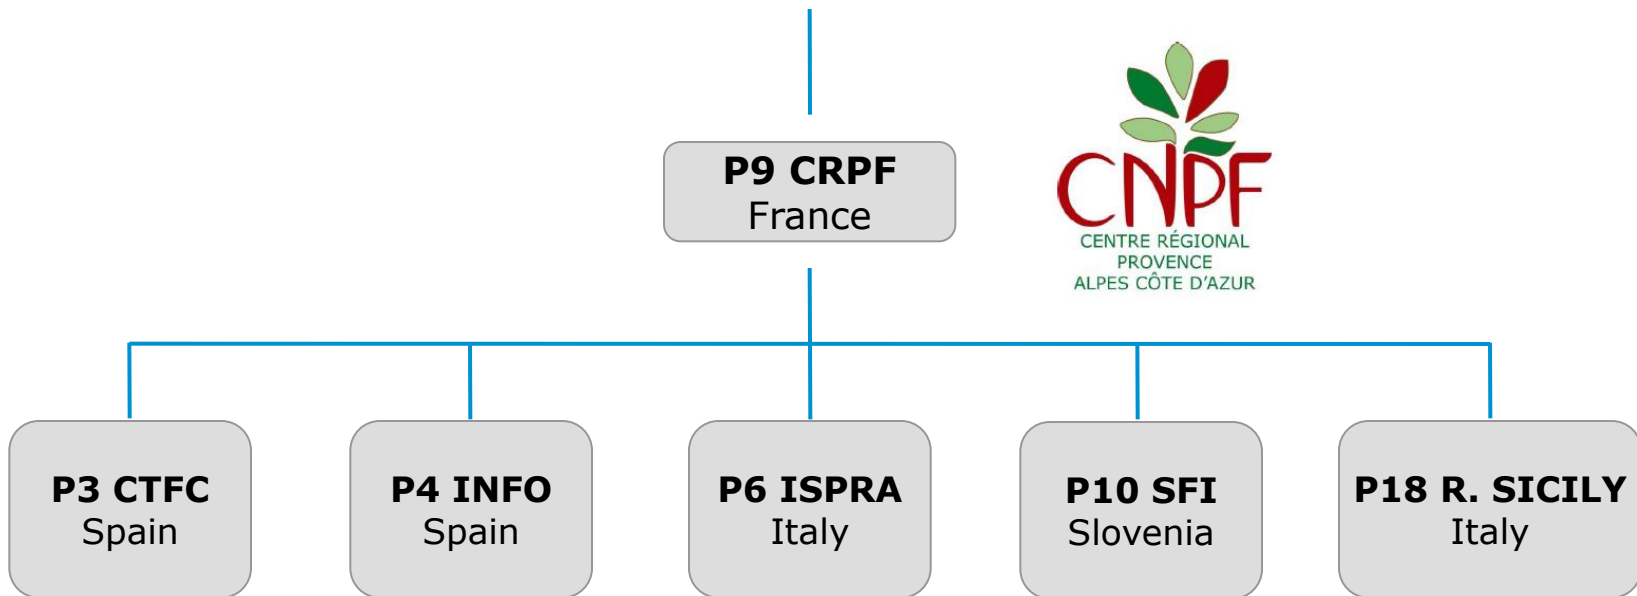 P9 CRPF
France
CNPF
CENTRE RÉGIONAL
PROVENCE
ALPES CÔTE D'AZUR
P3 CTFC
Spain
P4 INFO
Spain
P6 ISPRA
Italy
P10 SFI
Slovenia
P18 R. SICILY
Italy